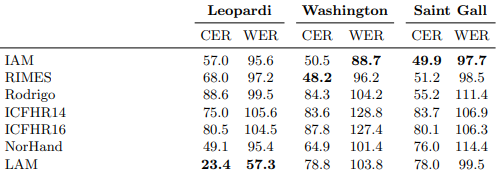 Leopardi Washington Saint Gall
CER WER CER WER CER WER
IAM 57.0 95.6 50.5 88.7 49.9 97.7
RIMES 68.0 97.2 48.2 96.2 51.2 98.5
Rodrigo 88.6 99.5 84.3 104.2 55.2 111.4
ICFHR14 75.0 105.6 83.6 128.8 83.7 106.9
ICFHR16 80.5 104.5 87.8 127.4 80.1 106.3
NorHand 49.1 95.4 64.9 101.4 76.0 114.4
LAM 23.4 57.3 78.8 103.8 78.0 99.5